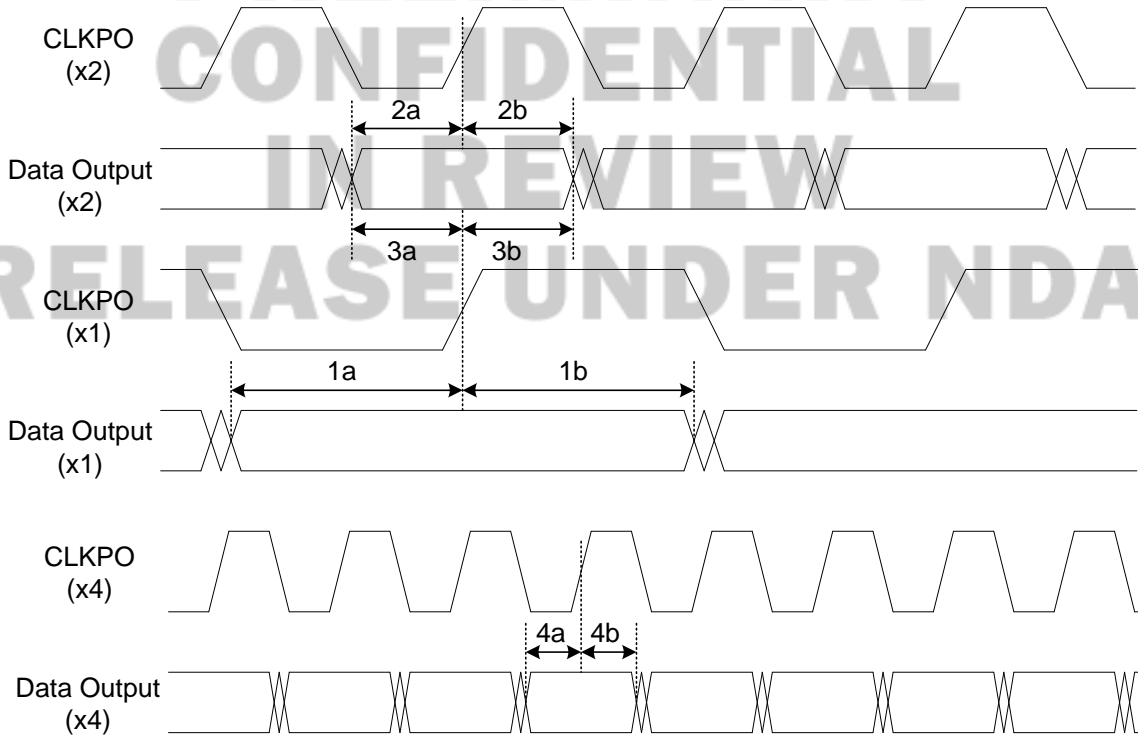 CLKPO
(x2)
CONFIDENTIAL
2a
2b
Data Output
(x2)
IN REVIEW
3a
3b
RELEASE UNDER NDA
CLKPO
(x1)
1a
1b
Data Output
(x1)
CLKPO
(x4)
4a
4b
Data Output
(x4)